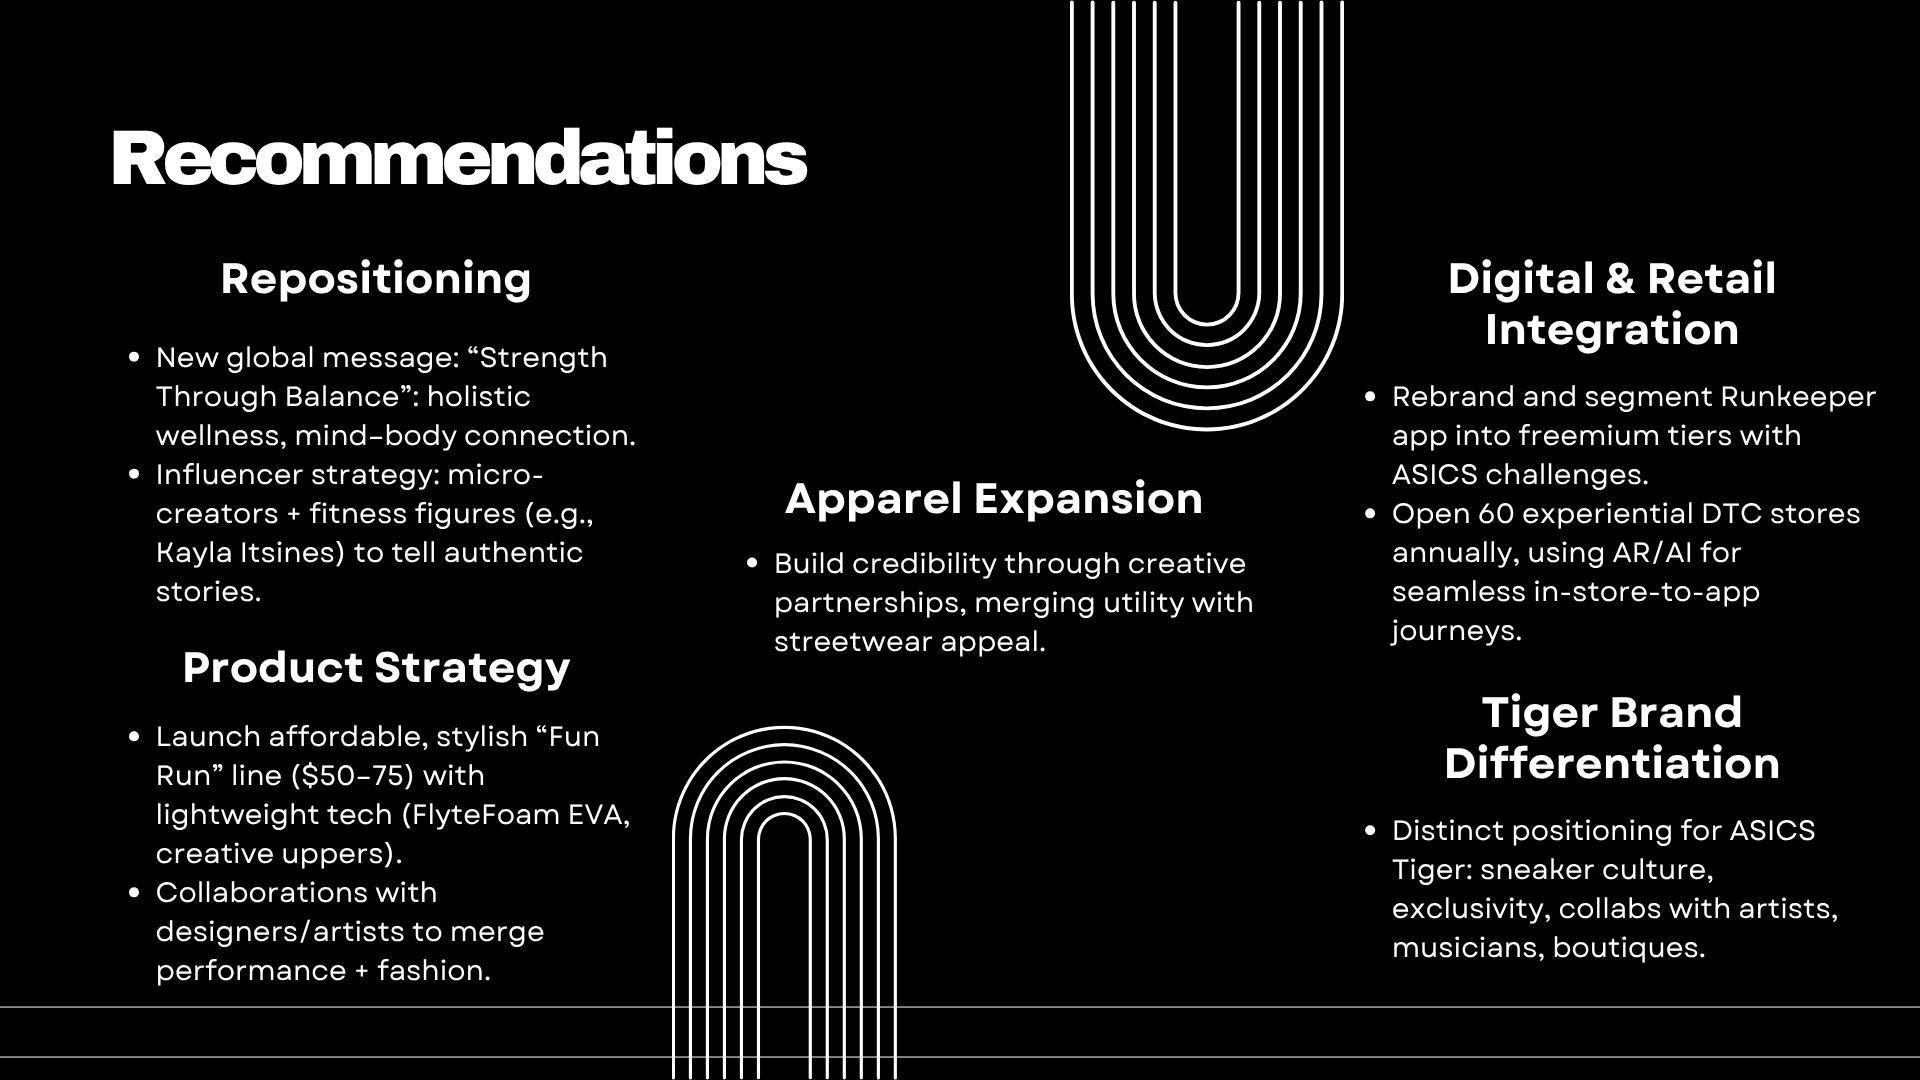 Recommendations
Repositioning
• New global message: “Strength
Through Balance”: holistic
wellness, mind–body connection.
• Influencer strategy: micro-
creators + fitness figures (e.g.,
Kayla Itsines) to tell authentic
stories.
Product Strategy
• Launch affordable, stylish “Fun
Run” line ($50–75) with
lightweight tech (FlyteFoam EVA,
creative uppers).
• Collaborations with
designers/artists to merge
performance + fashion.
Apparel Expansion
• Build credibility through creative
partnerships, merging utility with
streetwear appeal.
Digital & Retail
Integration
• Rebrand and segment Runkeeper
app into freemium tiers with
ASICS challenges.
• Open 60 experiential DTC stores
annually, using AR/AI for
seamless in-store-to-app
journeys.
Tiger Brand
Differentiation
• Distinct positioning for ASICS
Tiger: sneaker culture,
exclusivity, collabs with artists,
musicians, boutiques.